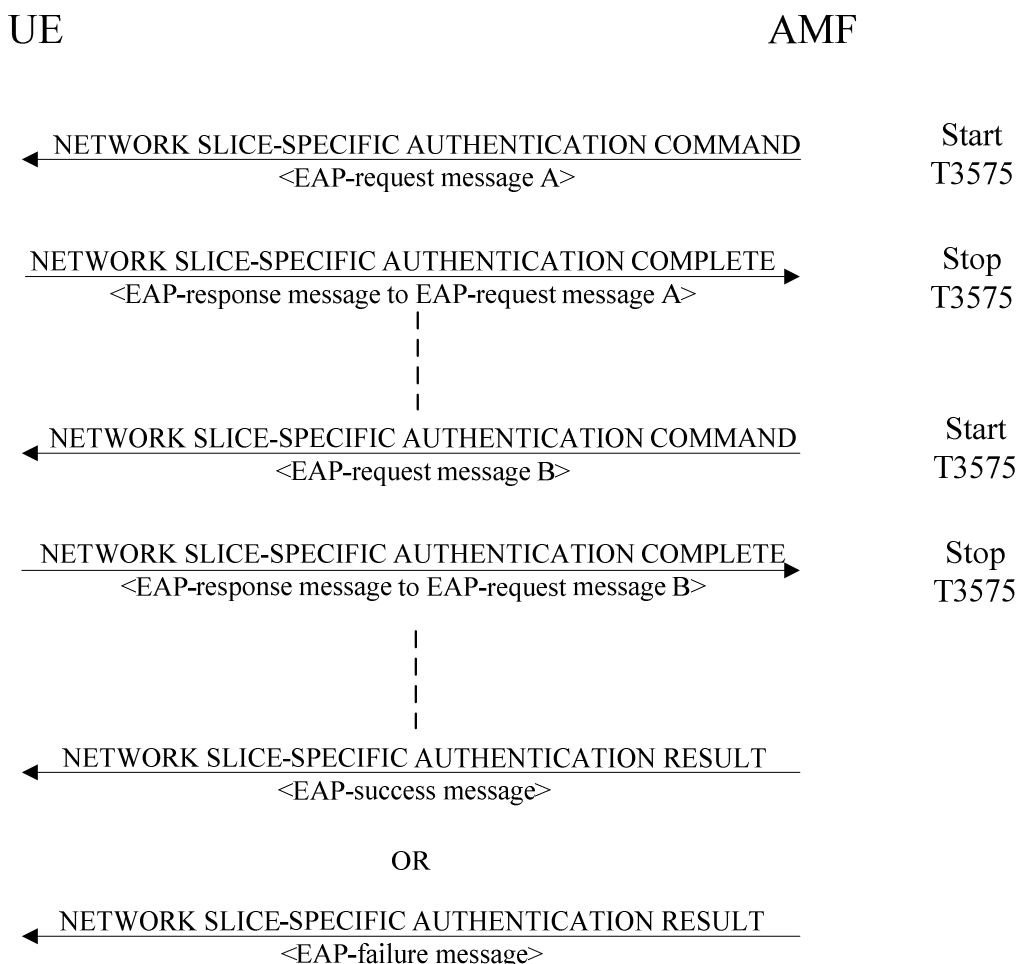 UE
AMF
NETWORK SLICE-SPECIFIC AUTHENTICATION COMMAND
<EAP-request message A>
Start
T3575
NETWORK SLICE-SPECIFIC AUTHENTICATION COMPLETE
<EAP-response message to EAP-request message A>
Stop
T3575
NETWORK SLICE-SPECIFIC AUTHENTICATION COMMAND
<EAP-request message B>
Start
T3575
NETWORK SLICE-SPECIFIC AUTHENTICATION COMPLETE
<EAP-response message to EAP-request message B>
Stop
T3575
NETWORK SLICE-SPECIFIC AUTHENTICATION RESULT
<EAP-success message>
OR
NETWORK SLICE-SPECIFIC AUTHENTICATION RESULT
<EAP-failure message>